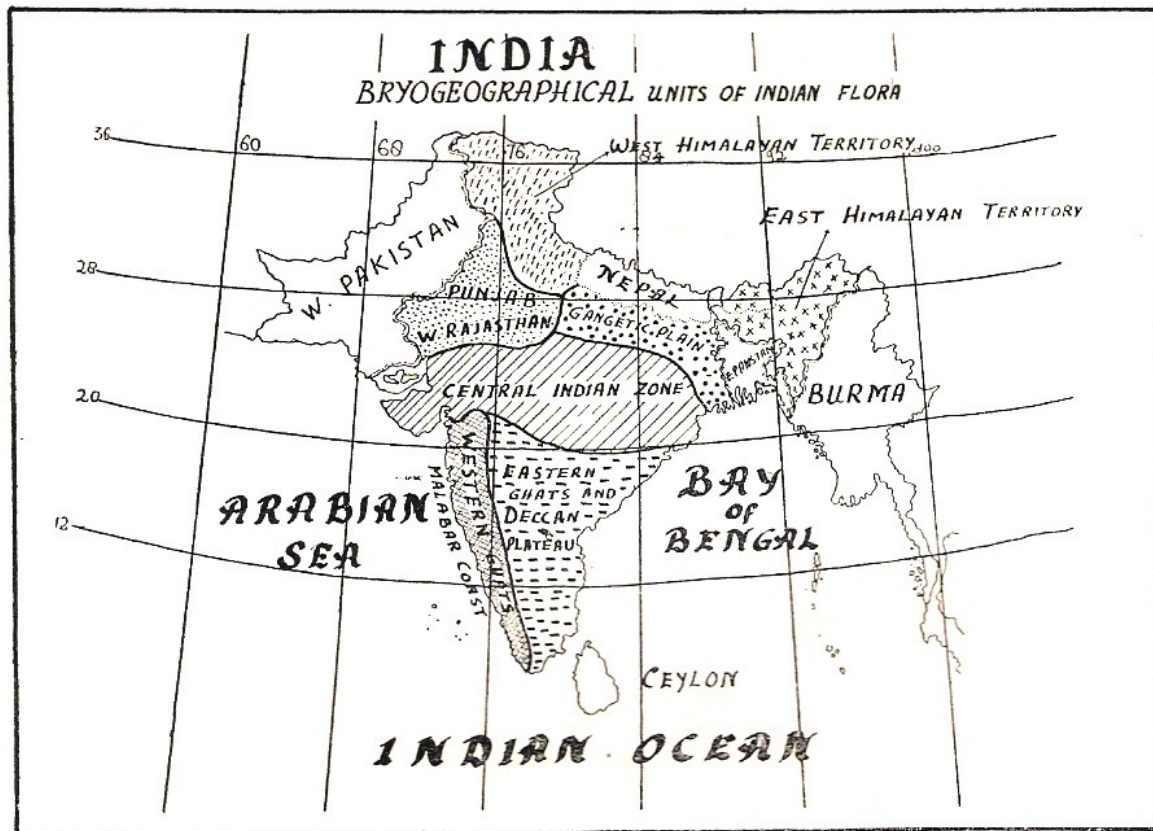 INDIA
BRYOGEOGRAPHICAL UNITS OF INDIAN FLORA
36
60
68
76
84
92
100
WEST HIMALAYAN TERRITORY
EAST HIMALAYAN TERRITORY
W PAKISTAN
28
NEPAL
PUNJAB
W. RAJASTHAN
GANGETIC PLAIN
E PAKISTAN
CENTRAL INDIAN ZONE
BURMA
20
WESTERN GHATS
MALABAR COAST
EASTERN
GHATS AND
DECCAN
PLATEAU
ARABIAN
SEA
BAY
of
BENGAL
12
CEYLON
INDIAN OCEAN